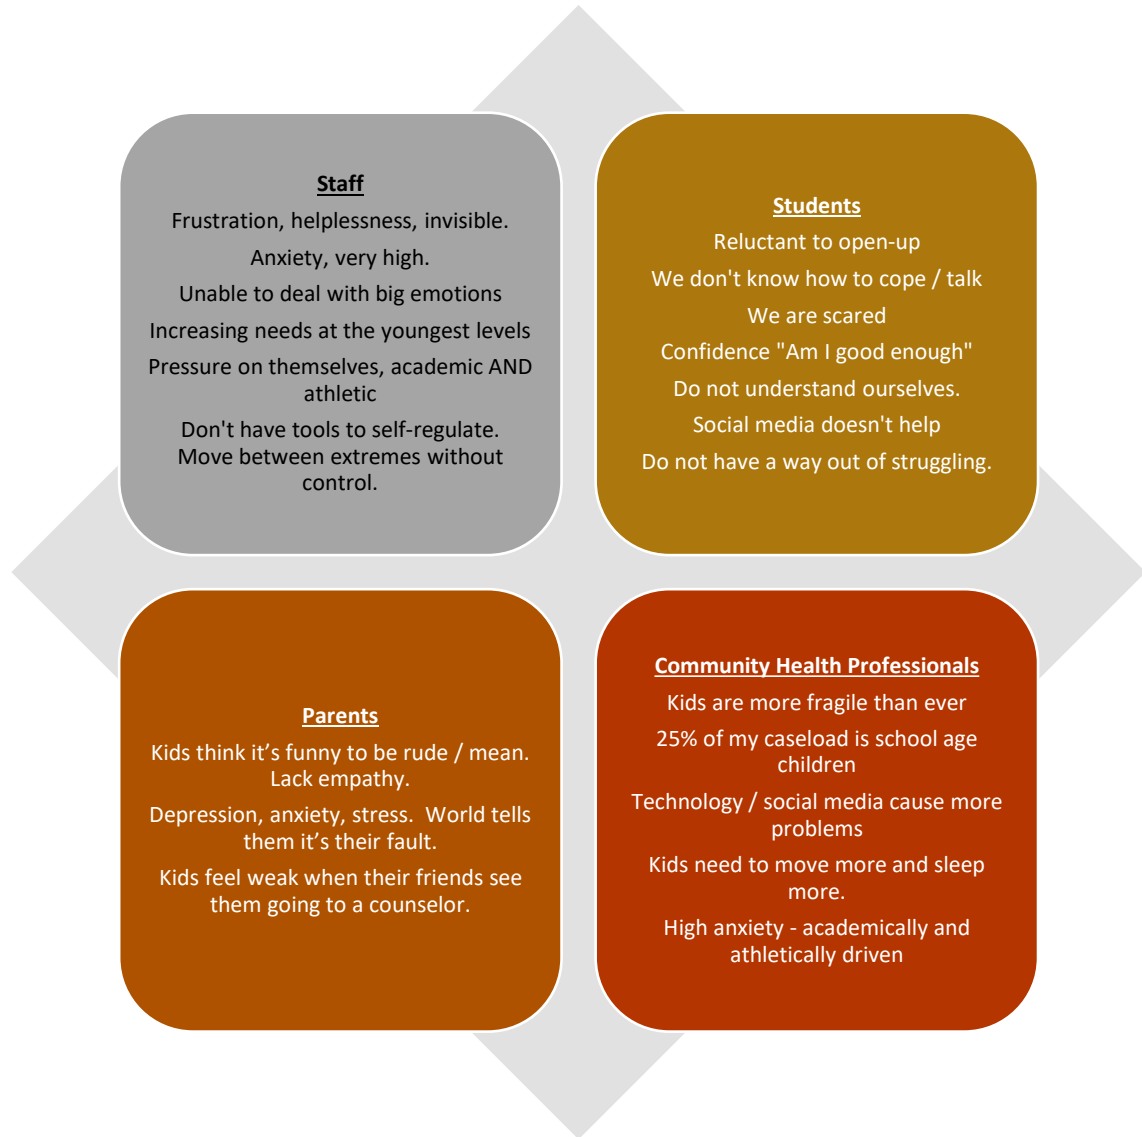 Staff
Frustration, helplessness, invisible.
Anxiety, very high.
Unable to deal with big emotions
Increasing needs at the youngest levels
Pressure on themselves, academic AND
athletic
Don't have tools to self-regulate.
Move between extremes without
control.
Students
Reluctant to open-up
We don't know how to cope / talk
We are scared
Confidence "Am I good enough"
Do not understand ourselves.
Social media doesn't help
Do not have a way out of struggling.
Parents
Kids think it’s funny to be rude / mean.
Lack empathy.
Depression, anxiety, stress.  World tells
them it’s their fault.
Kids feel weak when their friends see
them going to a counselor.
Community Health Professionals
Kids are more fragile than ever
25% of my caseload is school age
children
Technology / social media cause more
problems
Kids need to move more and sleep
more.
High anxiety - academically and
athletically driven